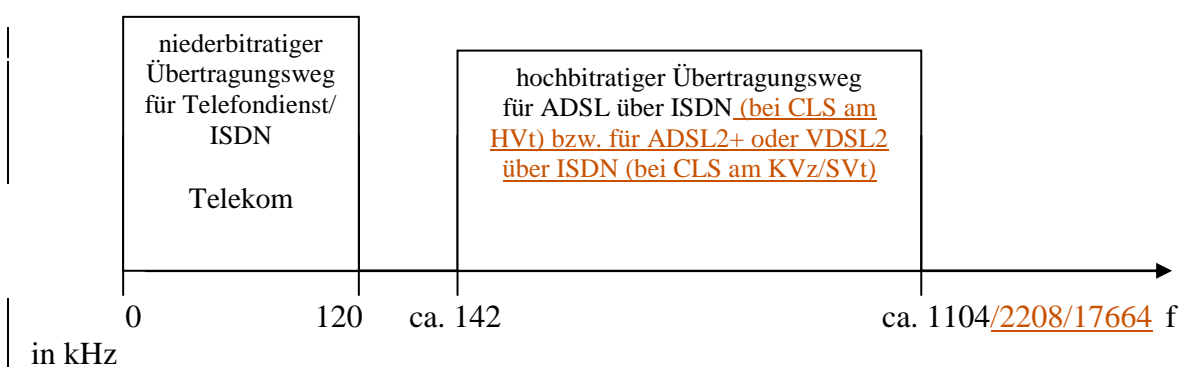 niederbitratiger
Übertragungsweg
für Telefondienst/
ISDN
Telekom
hochbitratiger Übertragungsweg
für ADSL über ISDN (bei CLS am
HVt) bzw. für ADSL2+ oder VDSL2
über ISDN (bei CLS am KVz/SVt)
0 120 ca. 142 ca. 1104/2208/17664 f
in kHz